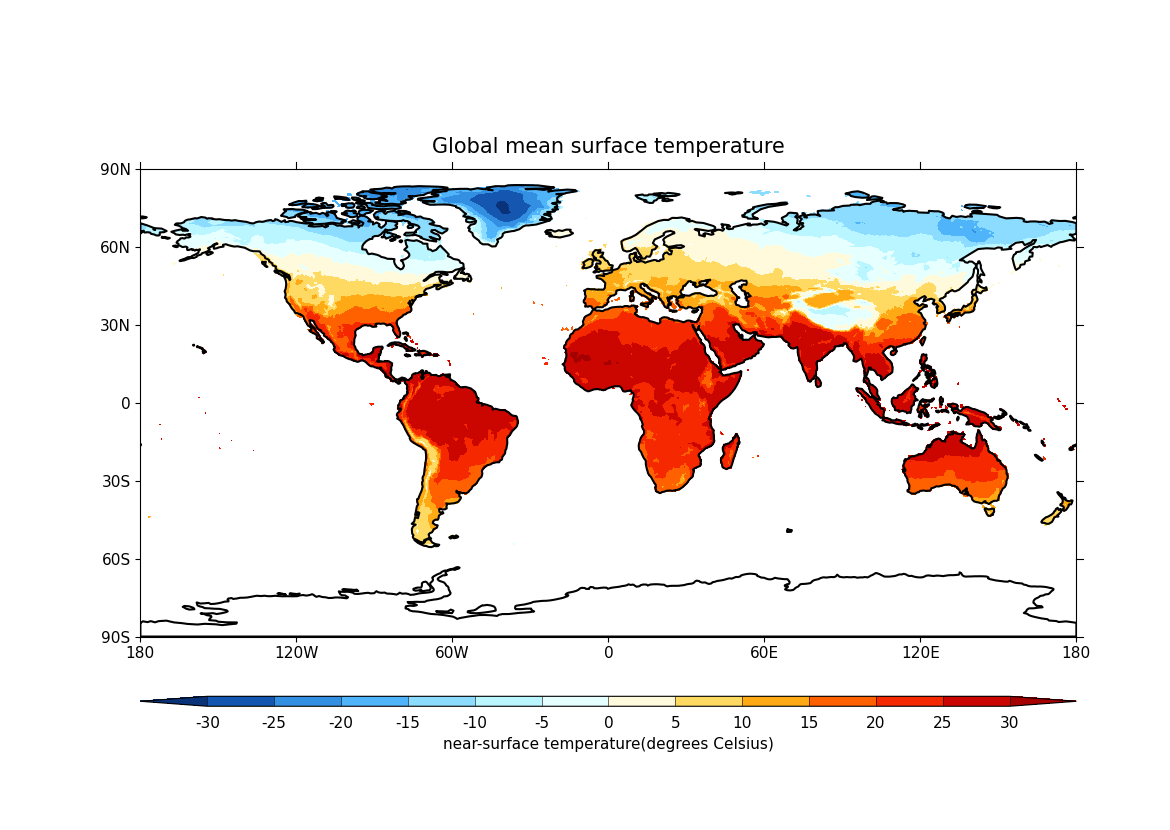 Global mean surface temperature
90N
60N
30N
0
30S
60S
90S
180 120W 60W 0 60E 120E 180
-30 -25 -20 -15 -10 -5 0 5 10 15 20 25 30
near-surface temperature(degrees Celsius)